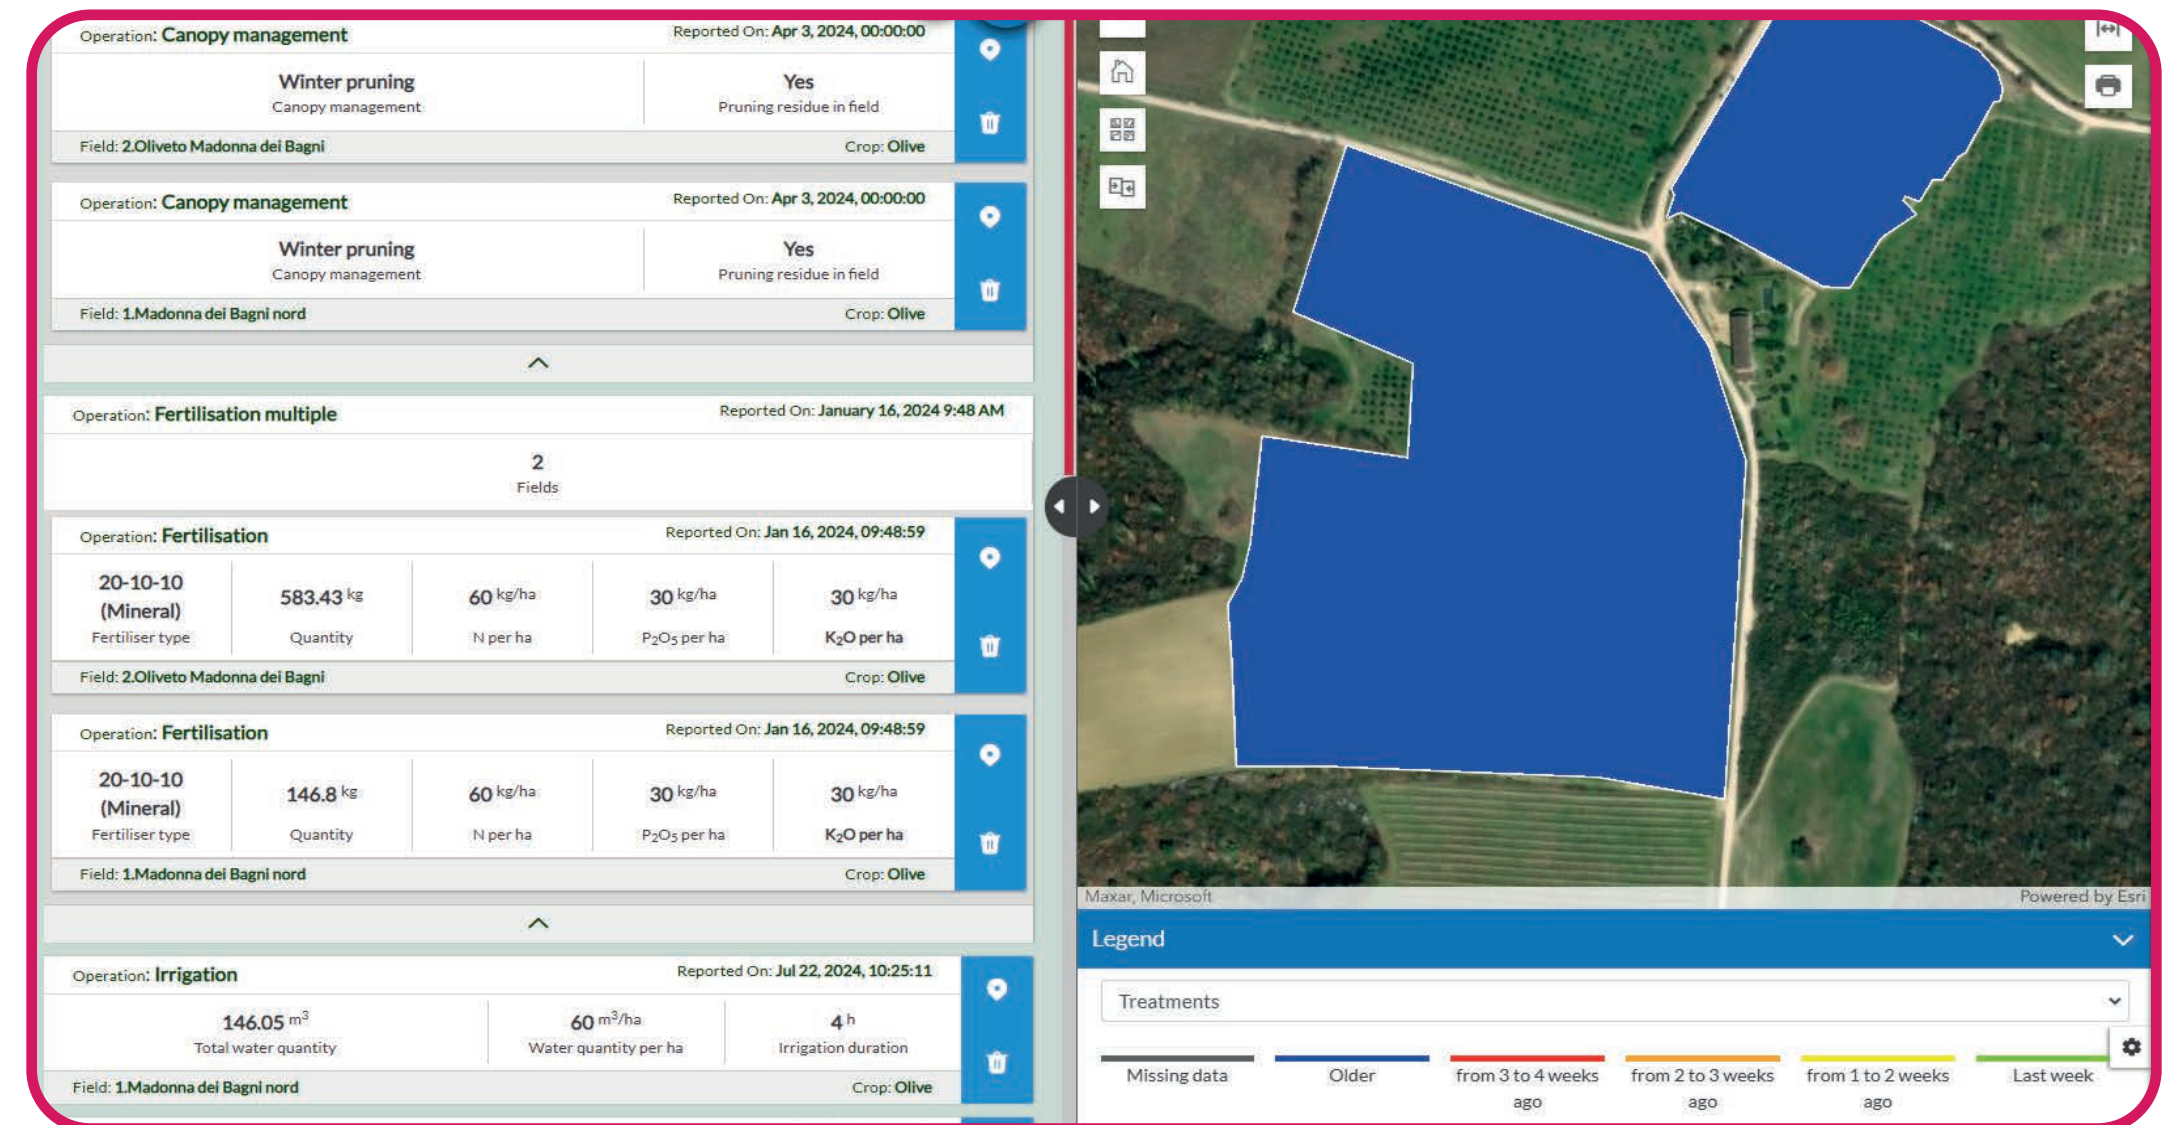 Operation: Canopy management
Reported On: Apr 3, 2024, 00:00:00
Winter pruning
Canopy management
Yes
Pruning residue in field
Field: 2.Oliveto Madonna dei Bagni
Crop: Olive
Operation: Canopy management
Reported On: Apr 3, 2024, 00:00:00
Winter pruning
Canopy management
Yes
Pruning residue in field
Field: 1.Madonna dei Bagni nord
Crop: Olive
Operation: Fertilisation multiple
Reported On: January 16, 2024 9:48 AM
2
Fields
Operation: Fertilisation
Reported On: Jan 16, 2024, 09:48:59
20-10-10
(Mineral)
Fertiliser type
583.43 kg
Quantity
60 kg/ha
N per ha
30 kg/ha
P₂O₅ per ha
30 kg/ha
K₂O per ha
Field: 2.Oliveto Madonna dei Bagni
Crop: Olive
Operation: Fertilisation
Reported On: Jan 16, 2024, 09:48:59
20-10-10
(Mineral)
Fertiliser type
146.8 kg
Quantity
60 kg/ha
N per ha
30 kg/ha
P₂O₅ per ha
30 kg/ha
K₂O per ha
Field: 1.Madonna dei Bagni nord
Crop: Olive
Operation: Irrigation
Reported On: Jul 22, 2024, 10:25:11
146.05 m³
Total water quantity
60 m³/ha
Water quantity per ha
4 h
Irrigation duration
Field: 1.Madonna dei Bagni nord
Crop: Olive
Maxar, Microsoft
Powered by Esri
Legend
Treatments
Missing data
Older
from 3 to 4 weeks
ago
from 2 to 3 weeks
ago
from 1 to 2 weeks
ago
Last week